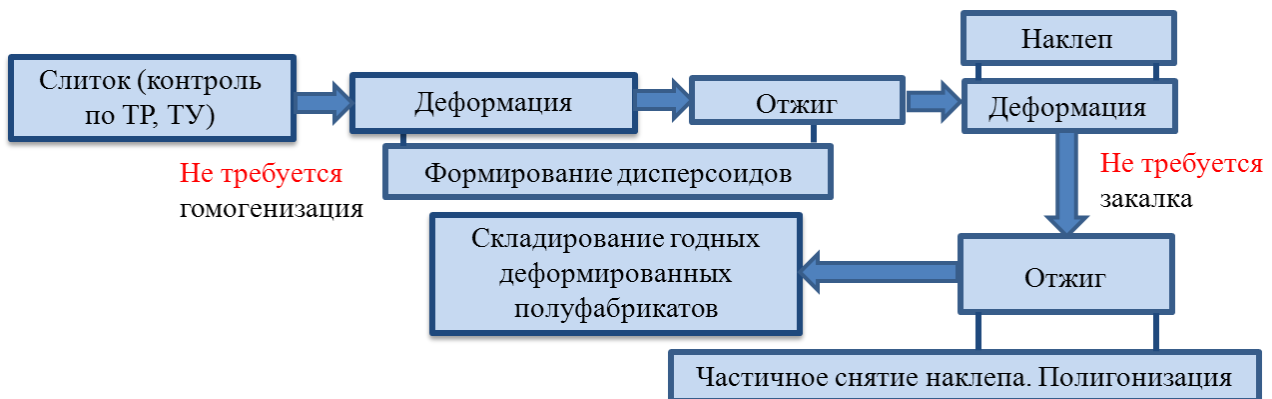 Слиток (контроль
по ТР, ТУ)
Деформация
Отжиг
Наклеп
Деформация
Формирование дисперсоидов
Не требуется
гомогенизация
Не требуется
закалка
Складирование годных
деформированных
полуфабрикатов
Отжиг
Частичное снятие наклепа. Полигонизация